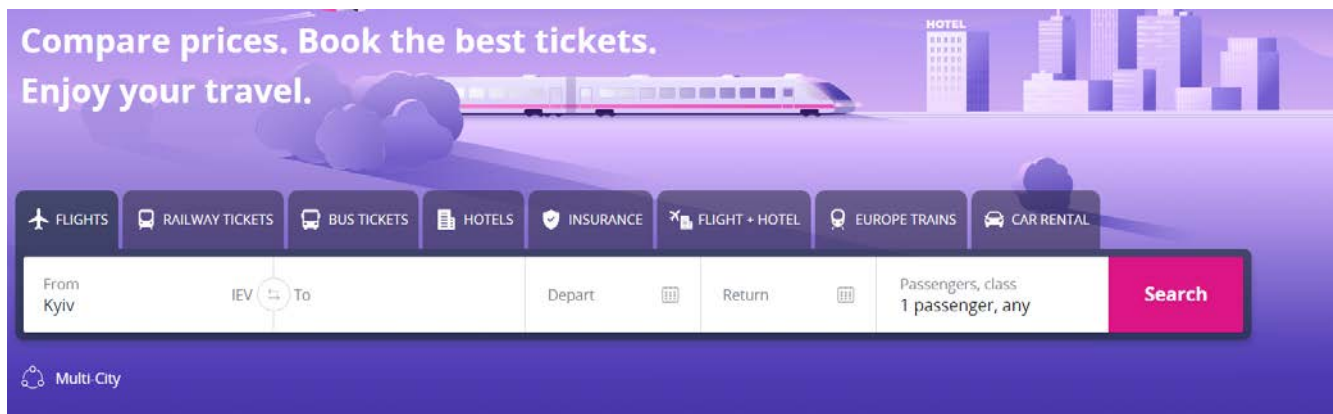 HOTEL
Compare prices. Book the best tickets.
Enjoy your travel.
FLIGHTS
RAILWAY TICKETS
BUS TICKETS
HOTELS
INSURANCE
FLIGHT + HOTEL
EUROPE TRAINS
CAR RENTAL
From
Kyiv
IEV
To
Depart
Return
Passengers, class
1 passenger, any
Search
Multi-City